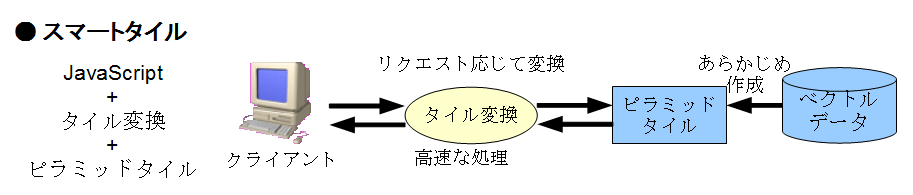 ● スマートタイル
JavaScript
+
タイル変換
+
ピラミッドタイル
クライアント
リクエスト応じて変換
タイル変換
高速な処理
ピラミッド
タイル
あらかじめ
作成
ベクトル
データ